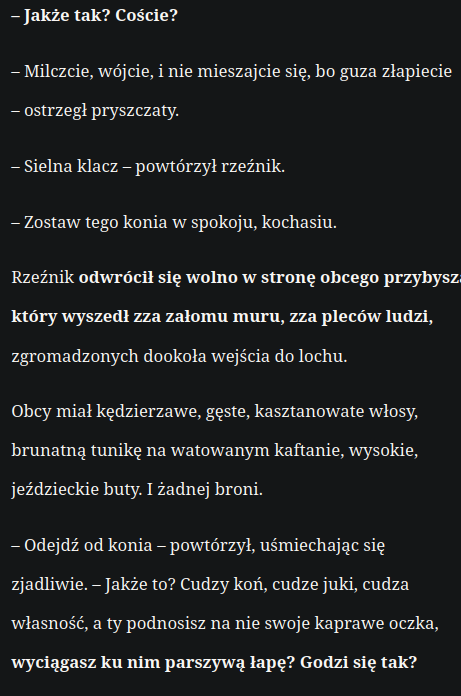 – Jakże tak? Coście?
– Milczcie, wójcie, i nie mieszajcie się, bo guza złapiecie
– ostrzegł pryszczaty.
– Sielna klacz – powtórzył rzeźnik.
– Zostaw tego konia w spokoju, kochasiu.
Rzeźnik odwrócił się wolno w stronę obcego przybysza
który wyszedł zza załomu muru, zza pleców ludzi,
zgromadzonych dookoła wejścia do lochu.
Obcy miał kędzierzawe, gęste, kasztanowate włosy,
brunatną tunikę na watowanym kaftanie, wysokie,
jeździeckie buty. I żadnej broni.
– Odejdź od konia – powtórzył, uśmiechając się
zjadliwie. – Jakże to? Cudzy koń, cudze juki, cudza
własność, a ty podnosisz na nie swoje kaprawe oczka,
wyciągasz ku nim parszywą łapę? Godzi się tak?